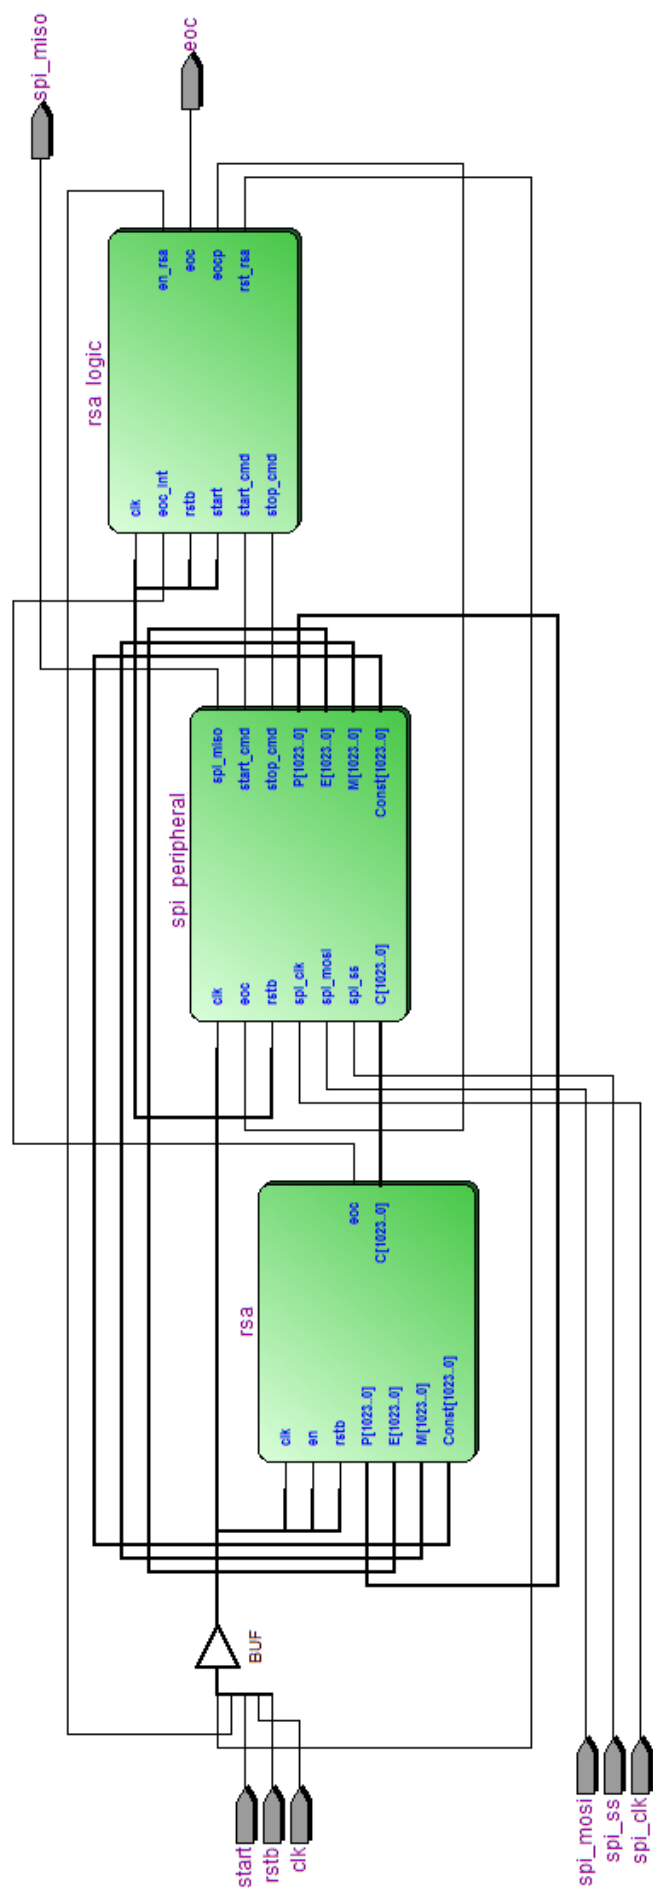 spi_miso
eoc
rsa logic
clk
eoc_int
rstb
start
start_cmd
stop_cmd
en_rsa
eoc
eocp
rst_rsa
spi peripheral
clk
eoc
rstb
spi_clk
spi_mosi
spi_ss
C[1023..0]
spi_miso
start_cmd
stop_cmd
P[1023..0]
E[1023..0]
M[1023..0]
Const[1023..0]
rsa
clk
en
rstb
P[1023..0]
E[1023..0]
M[1023..0]
Const[1023..0]
eoc
C[1023..0]
BUF
start
rstb
clk
spi_mosi
spi_ss
spi_clk